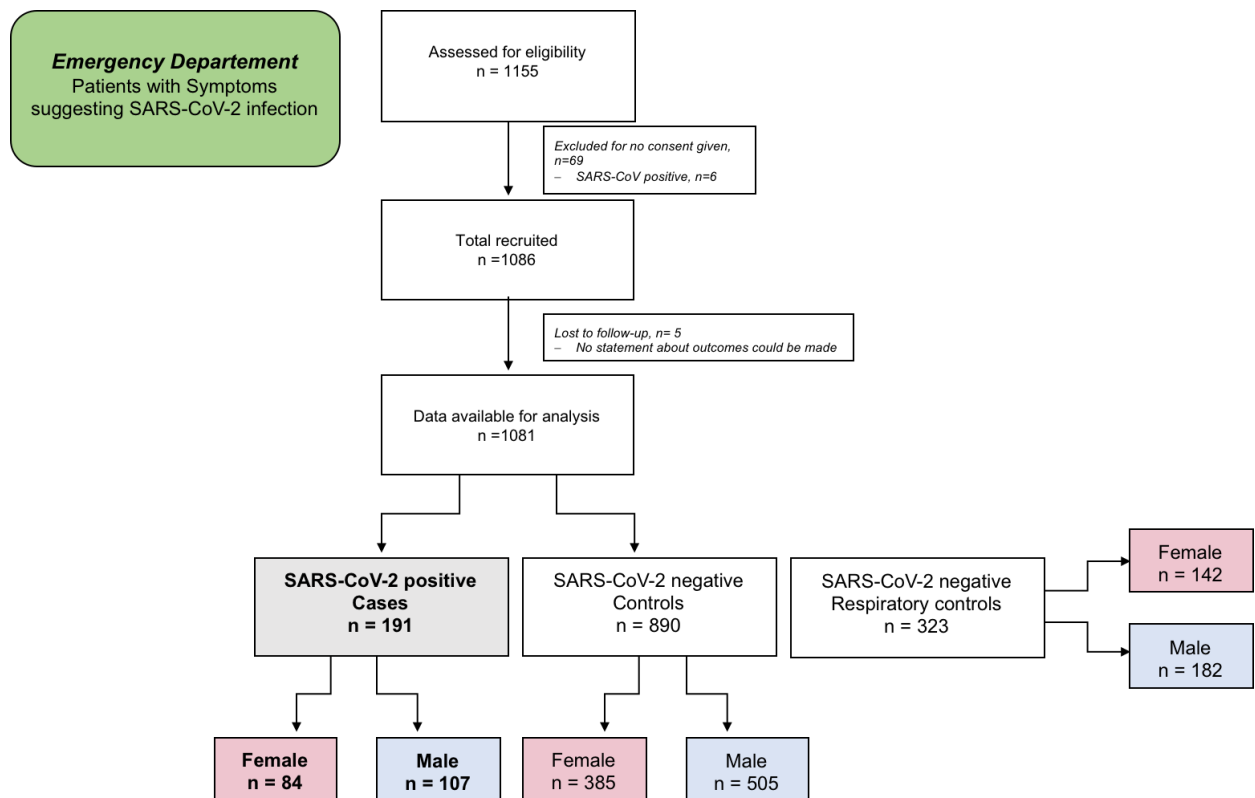 Emergency Departement
Patients with Symptoms
suggesting SARS-CoV-2 infection
Assessed for eligibility
n = 1155
Excluded for no consent given,
n=69
– SARS-CoV positive, n=6
Total recruited
n =1086
Lost to follow-up, n= 5
– No statement about outcomes could be made
Data available for analysis
n =1081
SARS-CoV-2 positive
Cases
n = 191
SARS-CoV-2 negative
Controls
n = 890
SARS-CoV-2 negative
Respiratory controls
n = 323
Female
n = 142
Male
n = 182
Female
n = 84
Male
n = 107
Female
n = 385
Male
n = 505